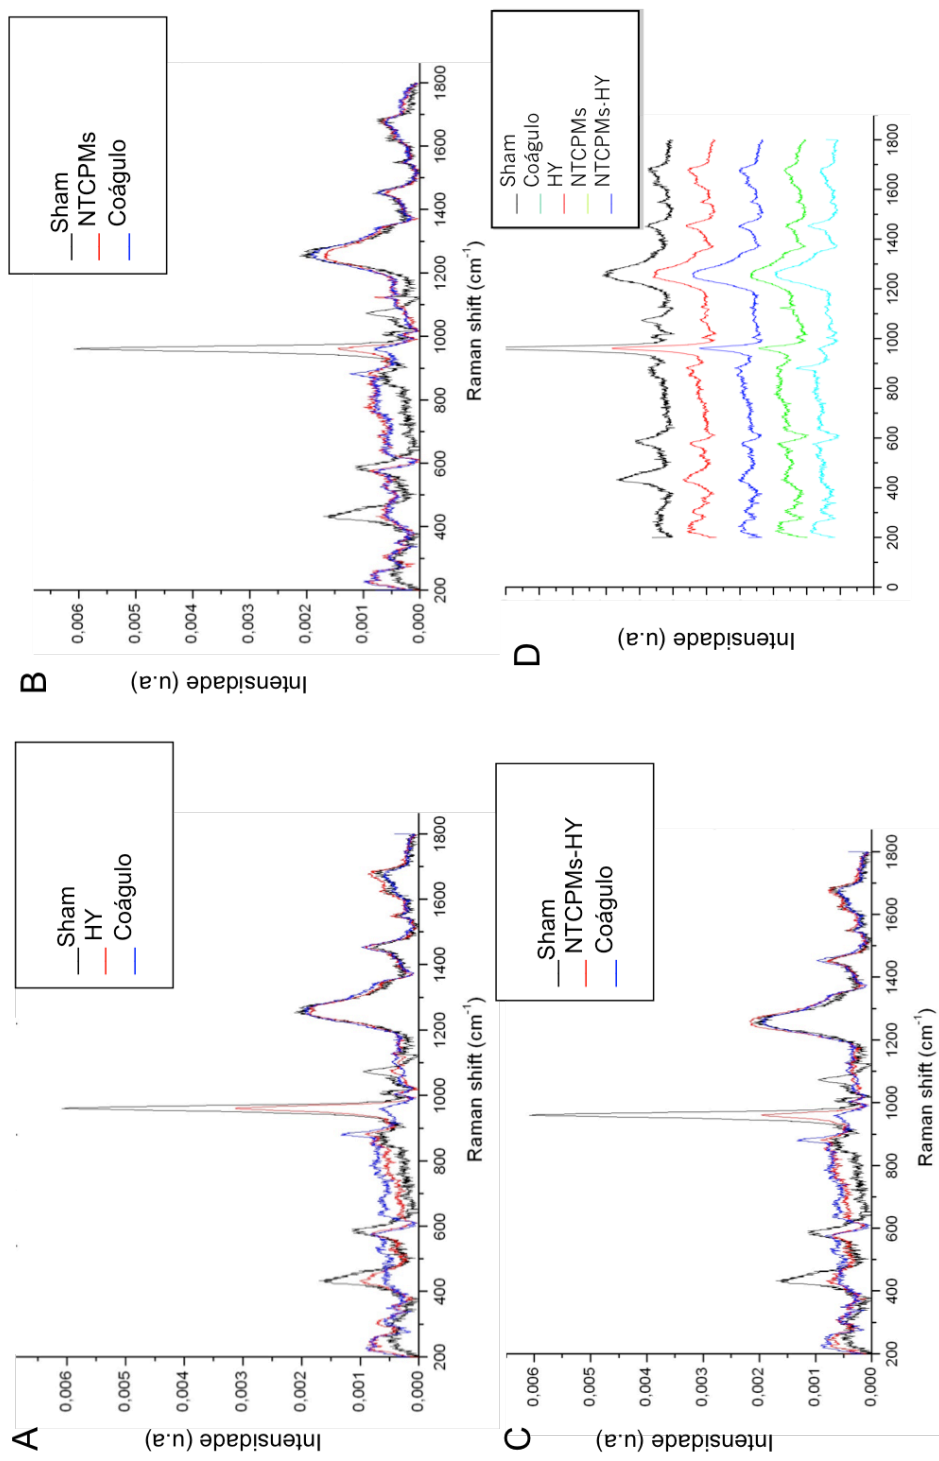 A
Intensidade (u.a)
0,006
0,005
0,004
0,003
0,002
0,001
0,000
200
400
600
800
1000
1200
1400
1600
1800
Raman shift (cm-1)
Sham
HY
Coágulo
B
Intensidade (u.a)
0,006
0,005
0,004
0,003
0,002
0,001
0,000
200
400
600
800
1000
1200
1400
1600
1800
Raman shift (cm-1)
Sham
NTCPMs
Coágulo
C
Intensidade (u.a)
0,006
0,005
0,004
0,003
0,002
0,001
0,000
200
400
600
800
1000
1200
1400
1600
1800
Raman shift (cm-1)
Sham
NTCPMs-HY
Coágulo
D
Intensidade (u.a)
0
200
400
600
800
1000
1200
1400
1600
1800
Sham
Coágulo
HY
NTCPMs
NTCPMs-HY